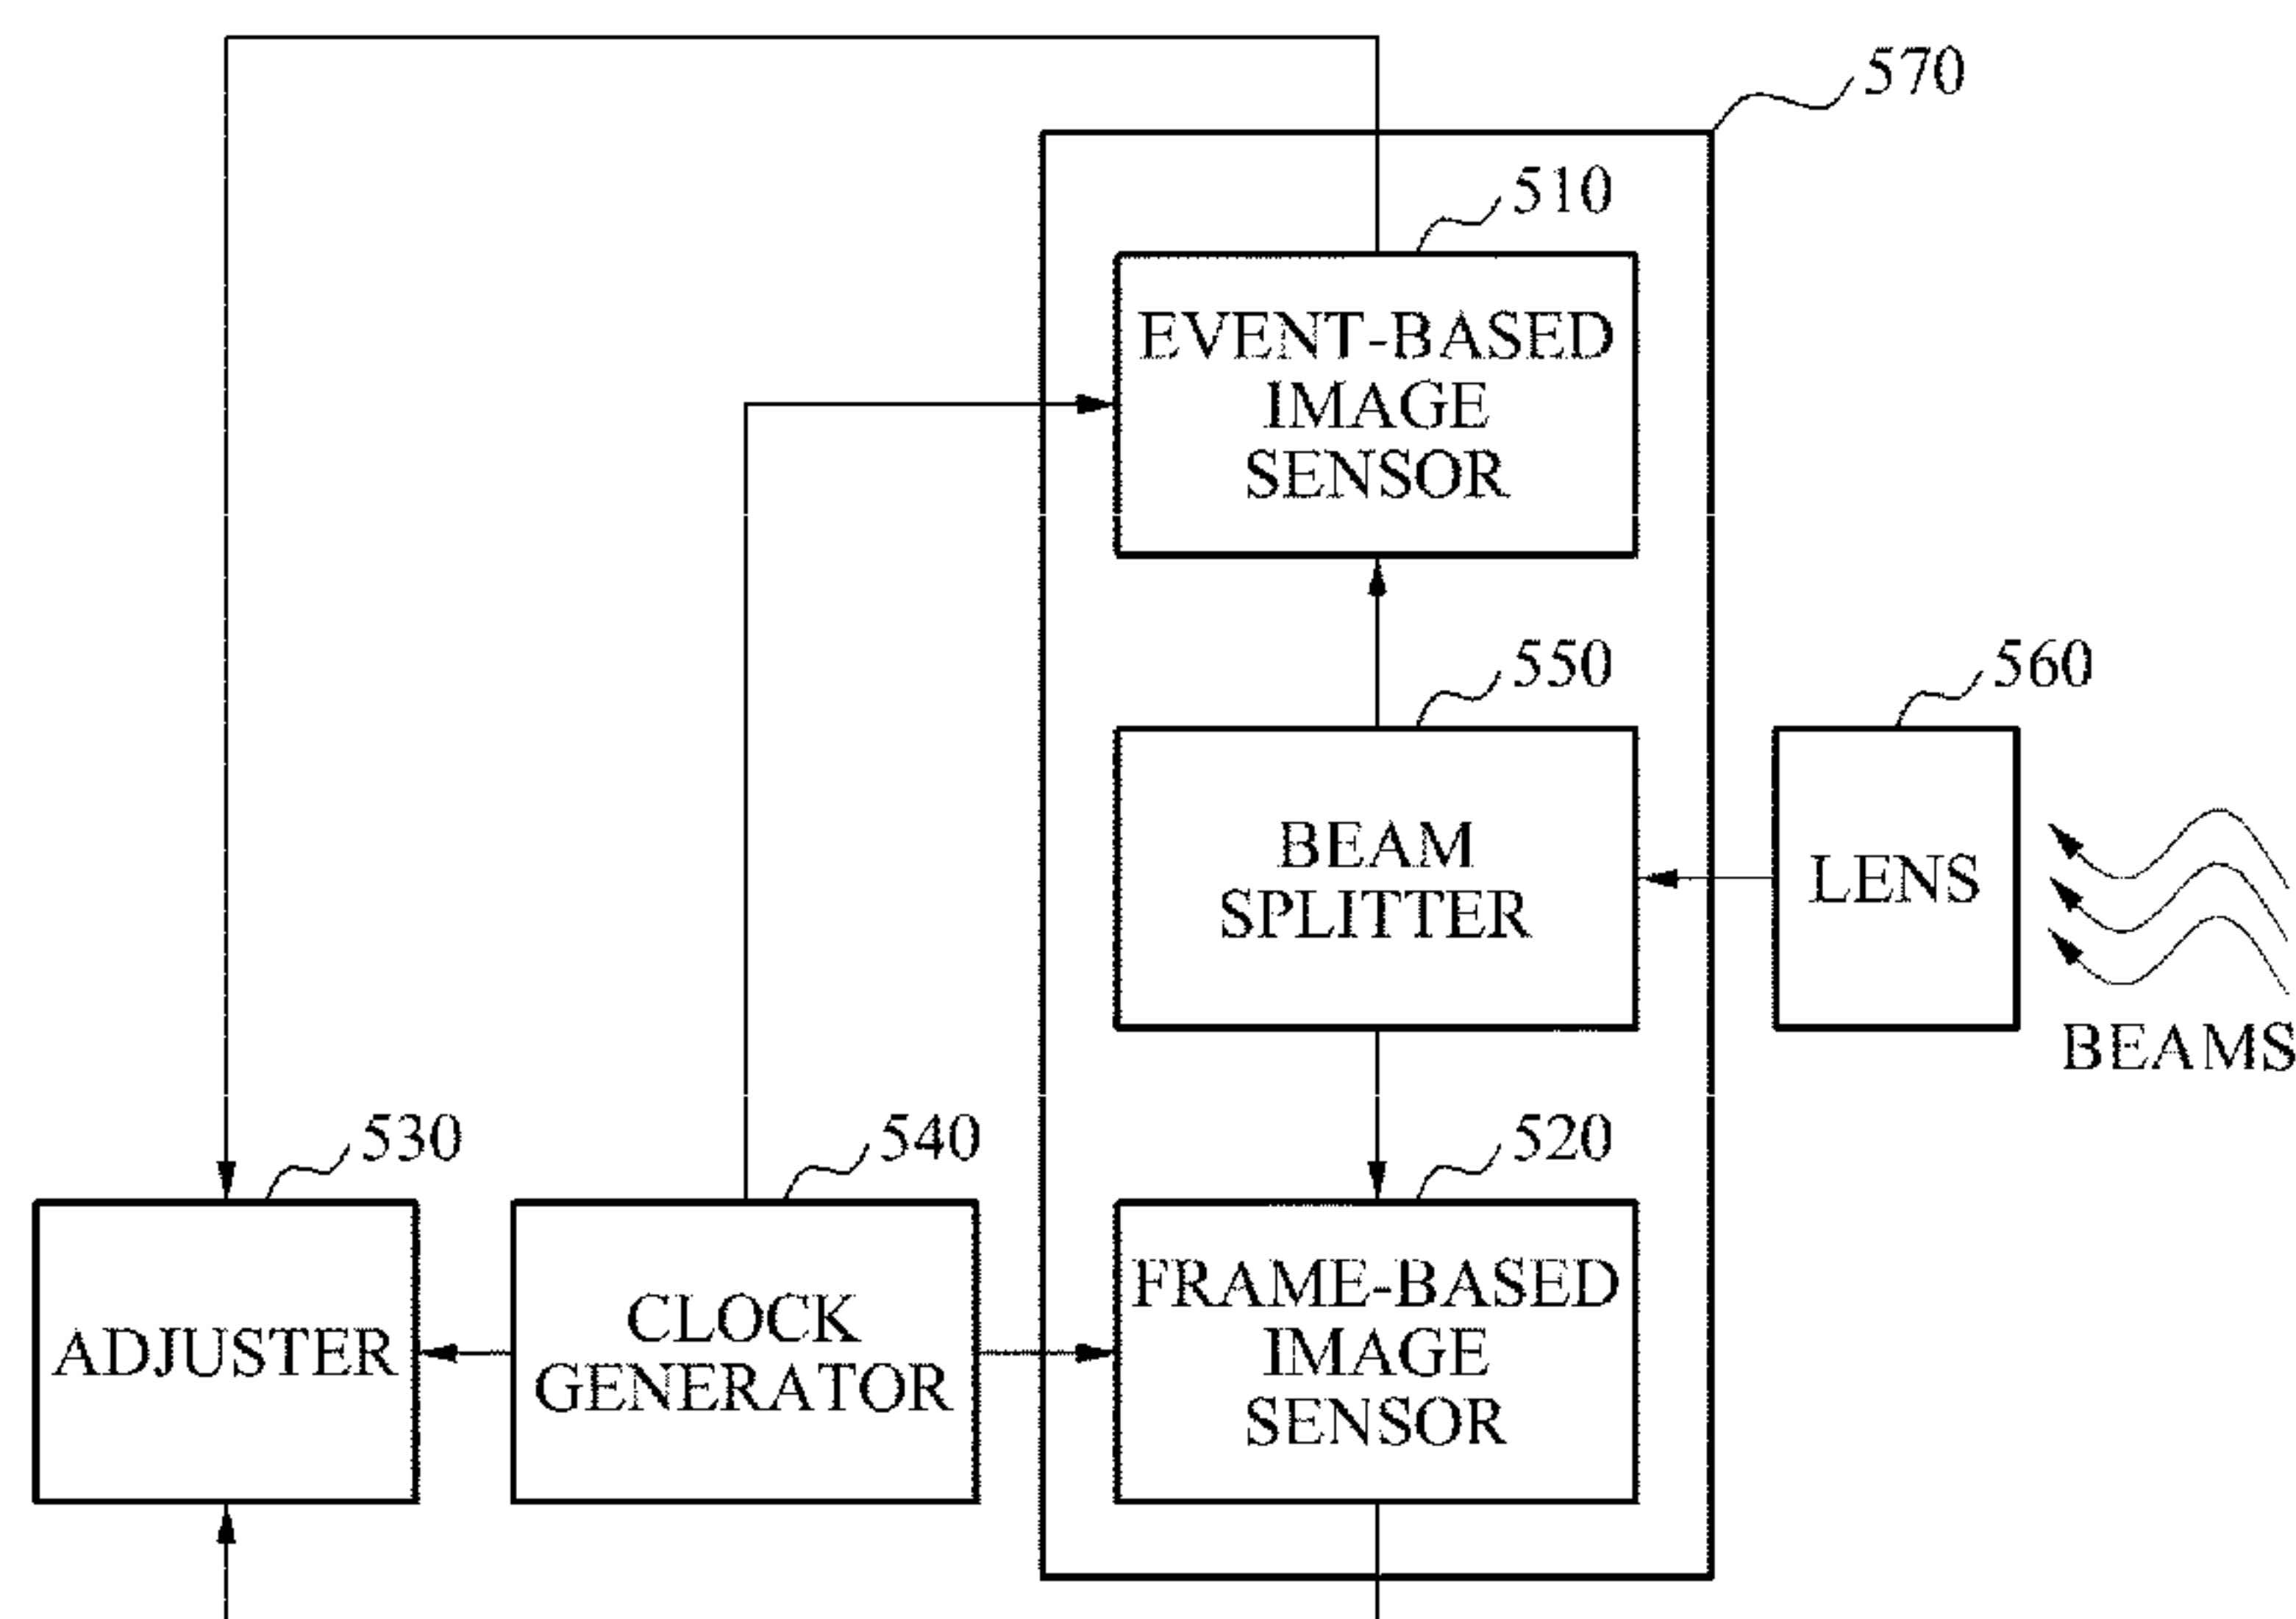 570
510
EVENT-BASED
IMAGE
SENSOR
550
560
BEAM
SPLITTER
LENS
BEAMS
530
540
520
ADJUSTER
CLOCK
GENERATOR
FRAME-BASED
IMAGE
SENSOR